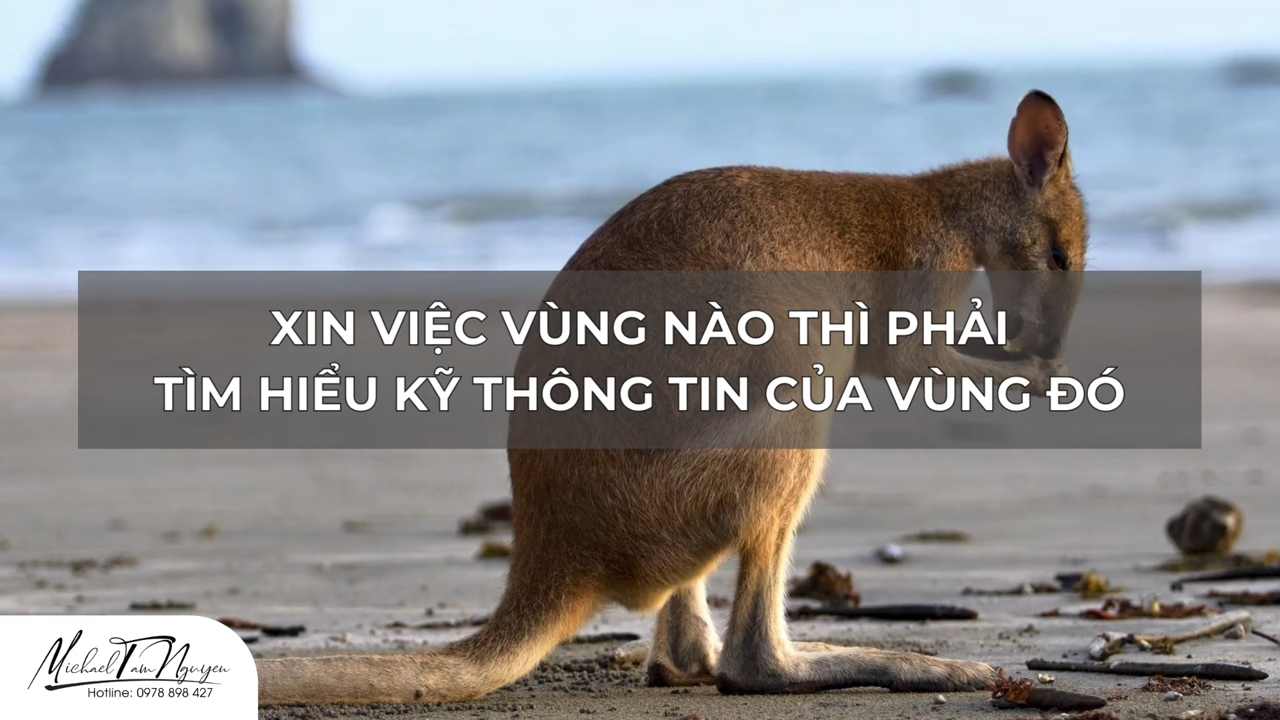 XIN VIỆC VÙNG NÀO THÌ PHẢI
TÌM HIỂU KỸ THÔNG TIN CỦA VÙNG ĐÓ
Michael Tam Nguyen
Hotline: 0978 898 427